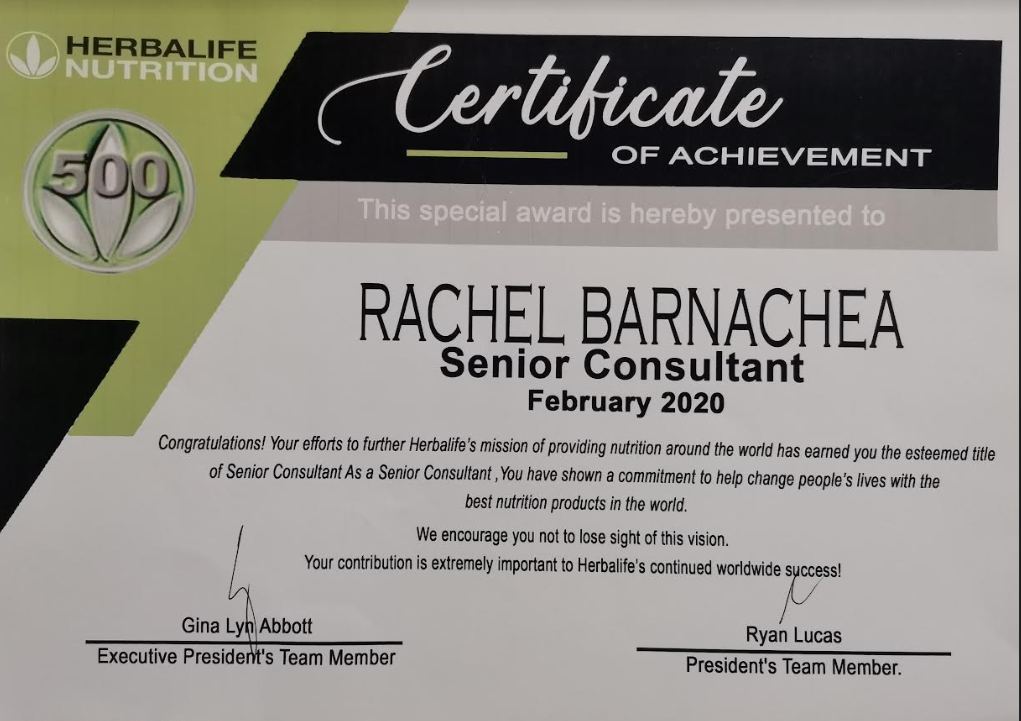 HERBALIFE
NUTRITION
500
Certificate
OF ACHIEVEMENT
This special award is hereby presented to
RACHEL BARNACHEA
Senior Consultant
February 2020
Congratulations! Your efforts to further Herbalife's mission of providing nutrition around the world has earned you the esteemed title
of Senior Consultant As a Senior Consultant ,You have shown a commitment to help change people's lives with the
best nutrition products in the world.
We encourage you not to lose sight of this vision.
Your contribution is extremely important to Herbalife's continued worldwide success!
Gina Lyn Abbott
Executive President's Team Member
Ryan Lucas
President's Team Member.